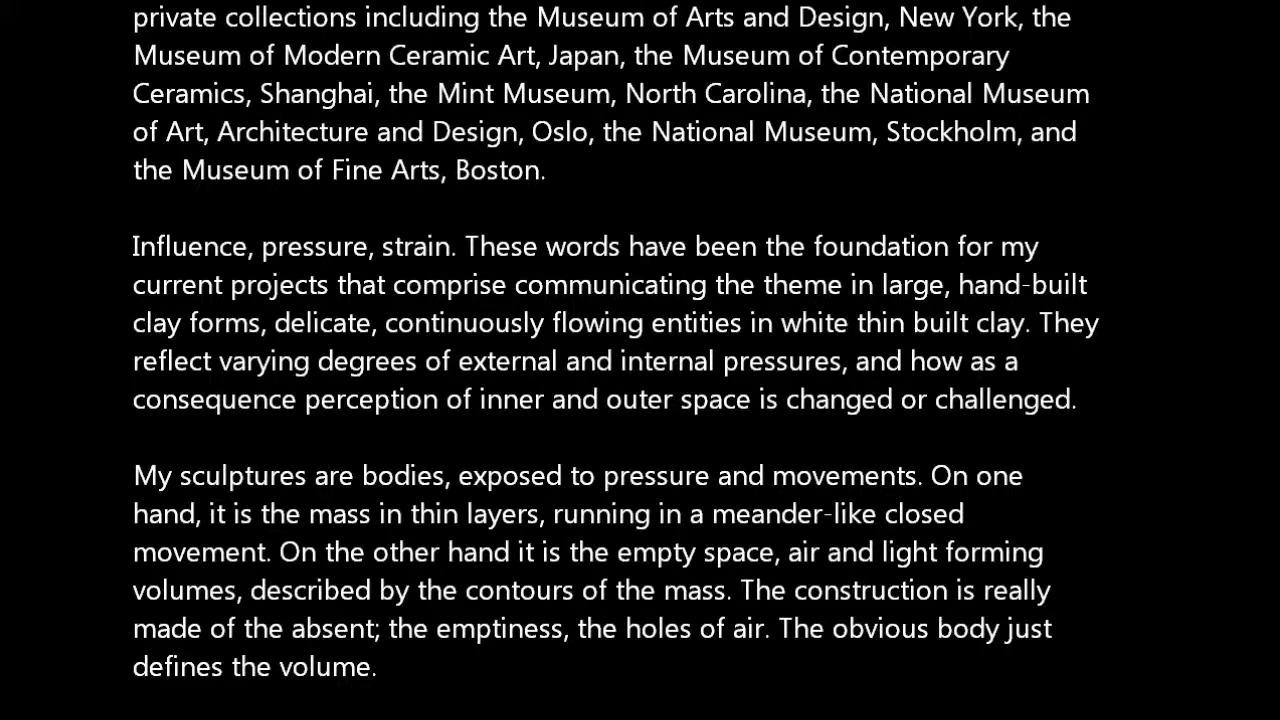 private collections including the Museum of Arts and Design, New York, the
Museum of Modern Ceramic Art, Japan, the Museum of Contemporary
Ceramics, Shanghai, the Mint Museum, North Carolina, the National Museum
of Art, Architecture and Design, Oslo, the National Museum, Stockholm, and
the Museum of Fine Arts, Boston.
Influence, pressure, strain. These words have been the foundation for my
current projects that comprise communicating the theme in large, hand-built
clay forms, delicate, continuously flowing entities in white thin built clay. They
reflect varying degrees of external and internal pressures, and how as a
consequence perception of inner and outer space is changed or challenged.
My sculptures are bodies, exposed to pressure and movements. On one
hand, it is the mass in thin layers, running in a meander-like closed
movement. On the other hand it is the empty space, air and light forming
volumes, described by the contours of the mass. The construction is really
made of the absent; the emptiness, the holes of air. The obvious body just
defines the volume.